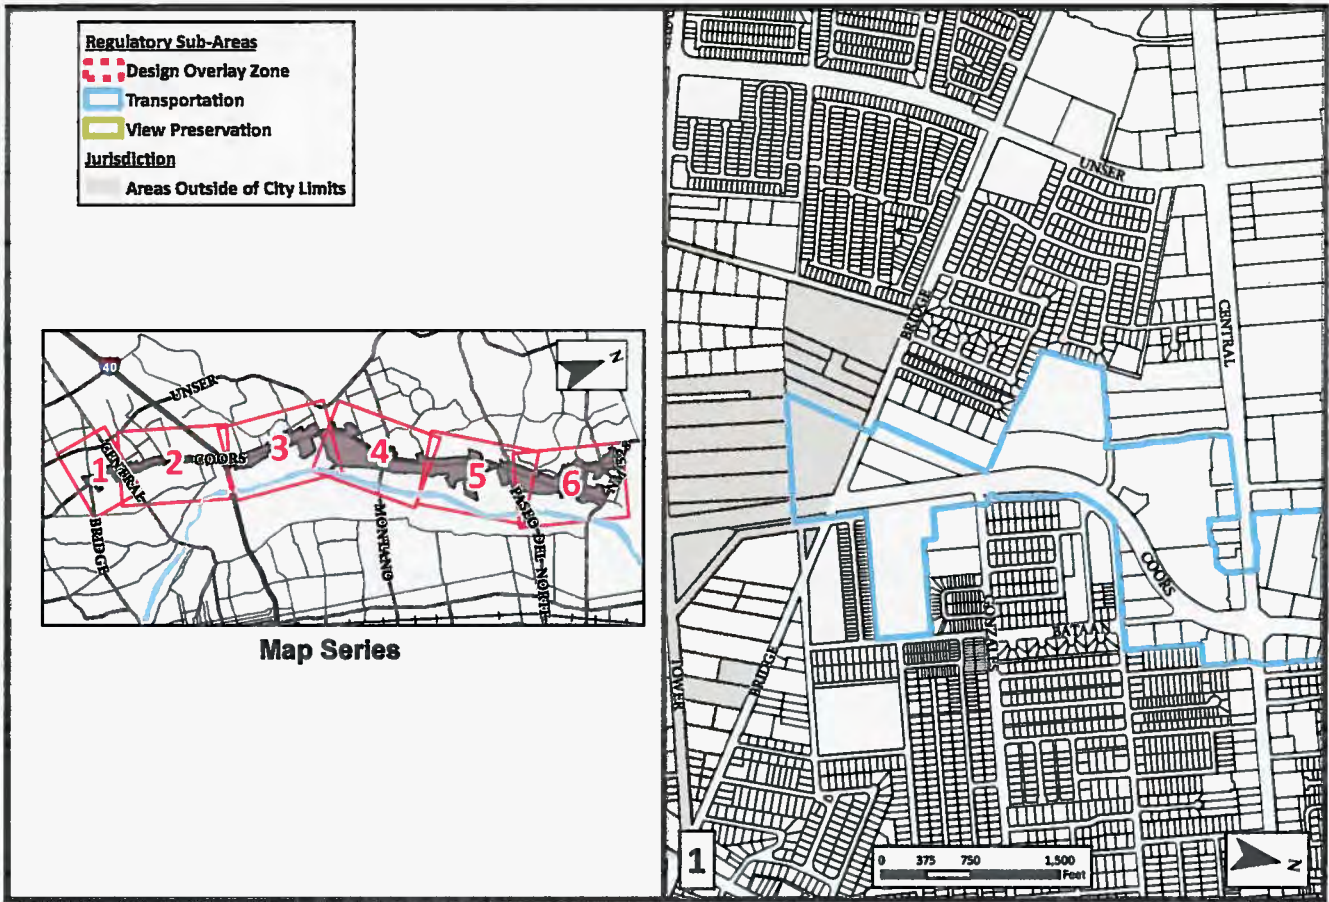 Regulatory Sub-Areas
Design Overlay Zone
Transportation
View Preservation
Jurisdiction
Areas Outside of City Limits
40
UNSER
N
1
2
3
4
5
6
CENTRAL
COORS
BRIDGE
MONTANO
PASEO DEL NORTE
Map Series
UNSER
BRIDGE
CENTRAL
COORS
GONZALES
BATAAN
BRIDGE
TOWER
1
0 375 750 1,500
Feet
N